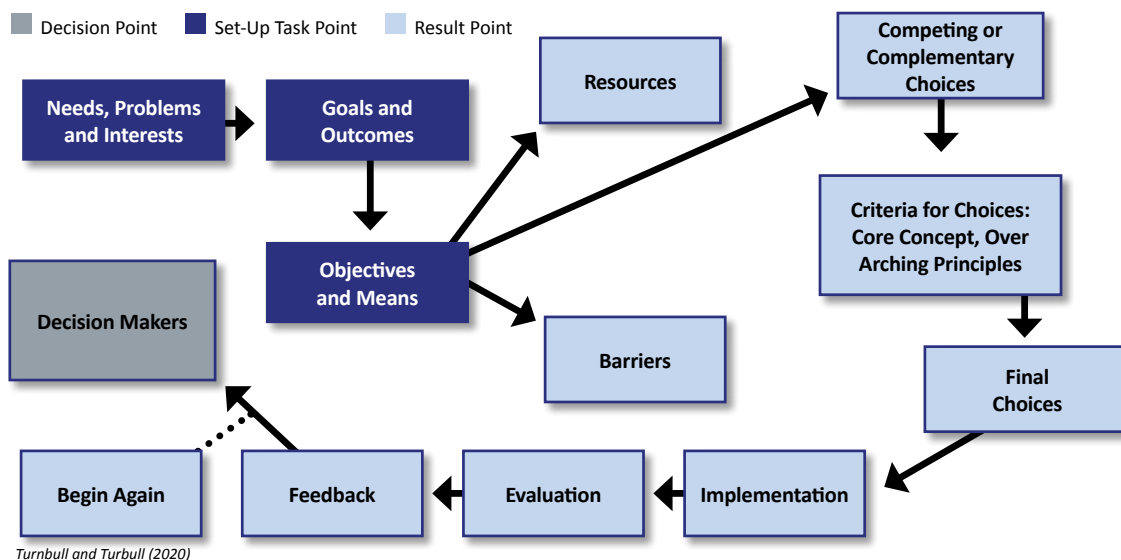 Decision Point
Set-Up Task Point
Result Point
Needs, Problems
and Interests
Goals and
Outcomes
Resources
Competing or
Complementary
Choices
Criteria for Choices:
Core Concept, Over
Arching Principles
Objectives
and Means
Decision Makers
Barriers
Final
Choices
Begin Again
Feedback
Evaluation
Implementation
Turnbull and Turbull (2020)